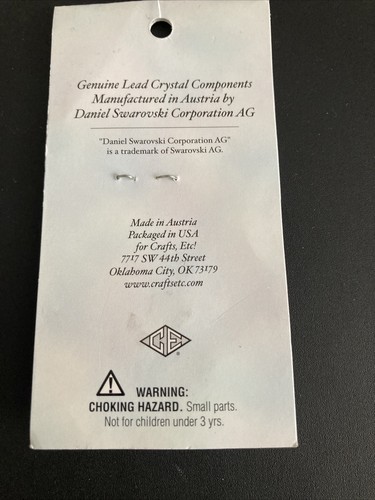 Genuine Lead Crystal Components
Manufactured in Austria by
Daniel Swarovski Corporation AG
"Daniel Swarovski Corporation AG"
is a trademark of Swarovski AG.
Made in Austria
Packaged in USA
for Crafts, Etc!
7717 SW 44th Street
Oklahoma City, OK 73179
www.craftsetc.com
CE®
WARNING:
CHOKING HAZARD. Small parts.
Not for children under 3 yrs.